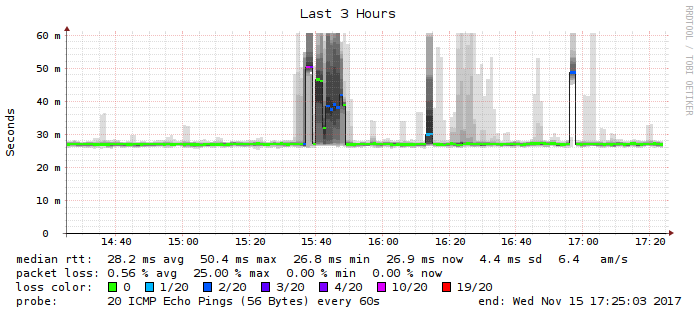 Last 3 Hours
RRDTOOL / TOBI OETIKER
Seconds
60 m
50 m
40 m
30 m
20 m
10 m
0
14:40 15:00 15:20 15:40 16:00 16:20 16:40 17:00 17:20
median rtt: 28.2 ms avg 50.4 ms max 26.8 ms min 26.9 ms now 4.4 ms sd 6.4 am/s
packet loss: 0.56 % avg 25.00 % max 0.00 % min 0.00 % now
loss color: 0 1/20 2/20 3/20 4/20 10/20 19/20
probe: 20 ICMP Echo Pings (56 Bytes) every 60s end: Wed Nov 15 17:25:03 2017